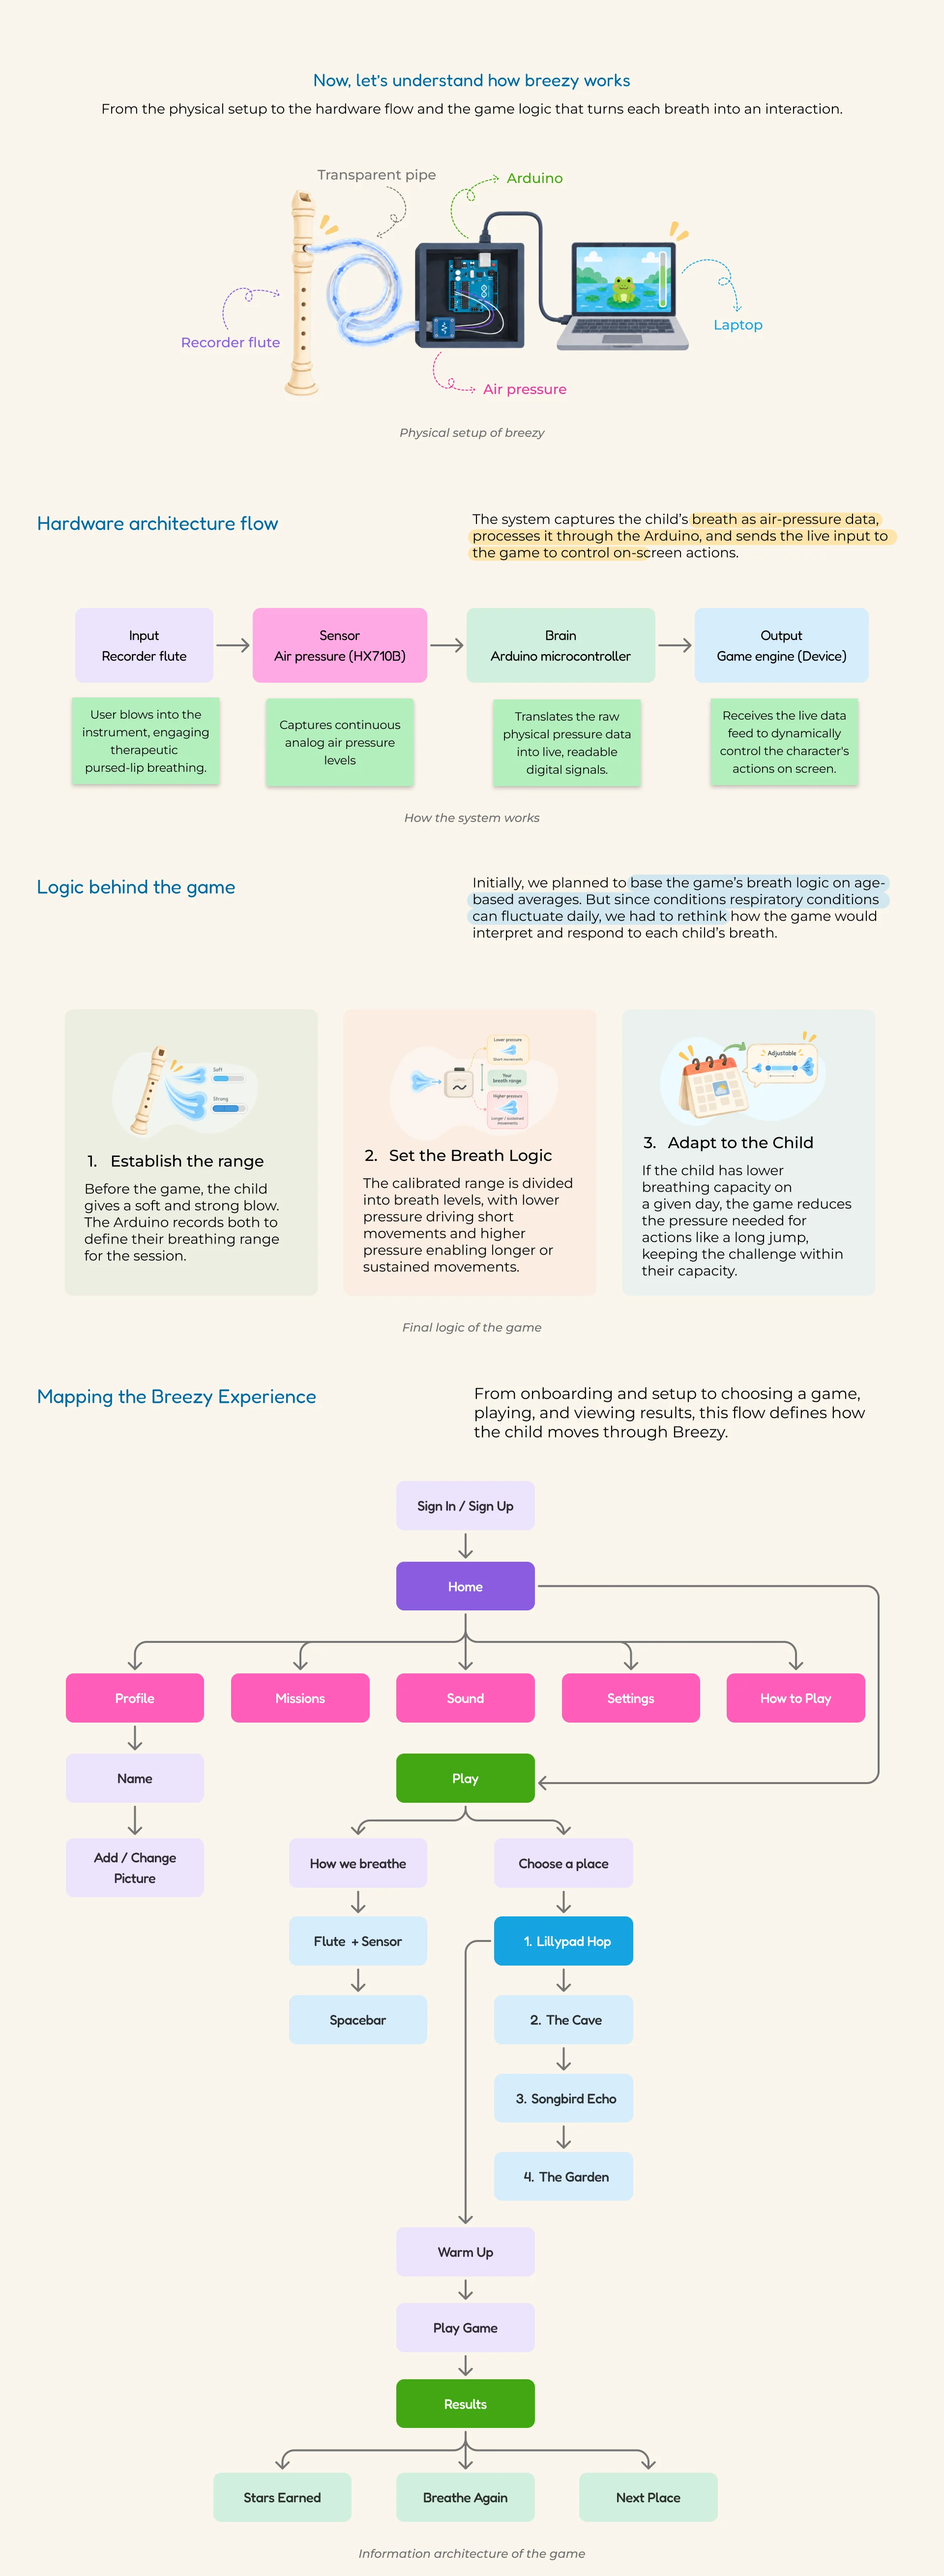 Now, let's understand how breezy works
From the physical setup to the hardware flow and the game logic that turns each breath into an interaction.
Transparent pipe
Arduino
Recorder flute
Laptop
Air pressure
Physical setup of breezy
Hardware architecture flow
The system captures the child's breath as air-pressure data,
processes it through the Arduino, and sends the live input to
the game to control on-screen actions.
Input
Recorder flute
Sensor
Air pressure (HX710B)
Brain
Arduino microcontroller
Output
Game engine (Device)
User blows into the
instrument, engaging
therapeutic
pursed-lip breathing.
Captures continuous
analog air pressure
levels
Translates the raw
physical pressure data
into live, readable
digital signals.
Receives the live data
feed to dynamically
control the character's
actions on screen.
How the system works
Logic behind the game
Initially, we planned to base the game's breath logic on age-
based averages. But since conditions respiratory conditions
can fluctuate daily, we had to rethink how the game would
interpret and respond to each child's breath.
Soft
Strong
1. Establish the range
Before the game, the child
gives a soft and strong blow.
The Arduino records both to
define their breathing range
for the session.
Lower pressure
Short movements
Your
breath range
Higher pressure
Longer / sustained
movements
2. Set the Breath Logic
The calibrated range is divided
into breath levels, with lower
pressure driving short
movements and higher
pressure enabling longer or
sustained movements.
Adjustable
3. Adapt to the Child
If the child has lower
breathing capacity on
a given day, the game reduces
the pressure needed for
actions like a long jump,
keeping the challenge within
their capacity.
Final logic of the game
Mapping the Breezy Experience
From onboarding and setup to choosing a game,
playing, and viewing results, this flow defines how
the child moves through Breezy.
Sign In / Sign Up
Home
Profile
Missions
Sound
Settings
How to Play
Name
Play
Add / Change
Picture
How we breathe
Choose a place
Flute + Sensor
1. Lillypad Hop
Spacebar
2. The Cave
3. Songbird Echo
4. The Garden
Warm Up
Play Game
Results
Stars Earned
Breathe Again
Next Place
Information architecture of the game